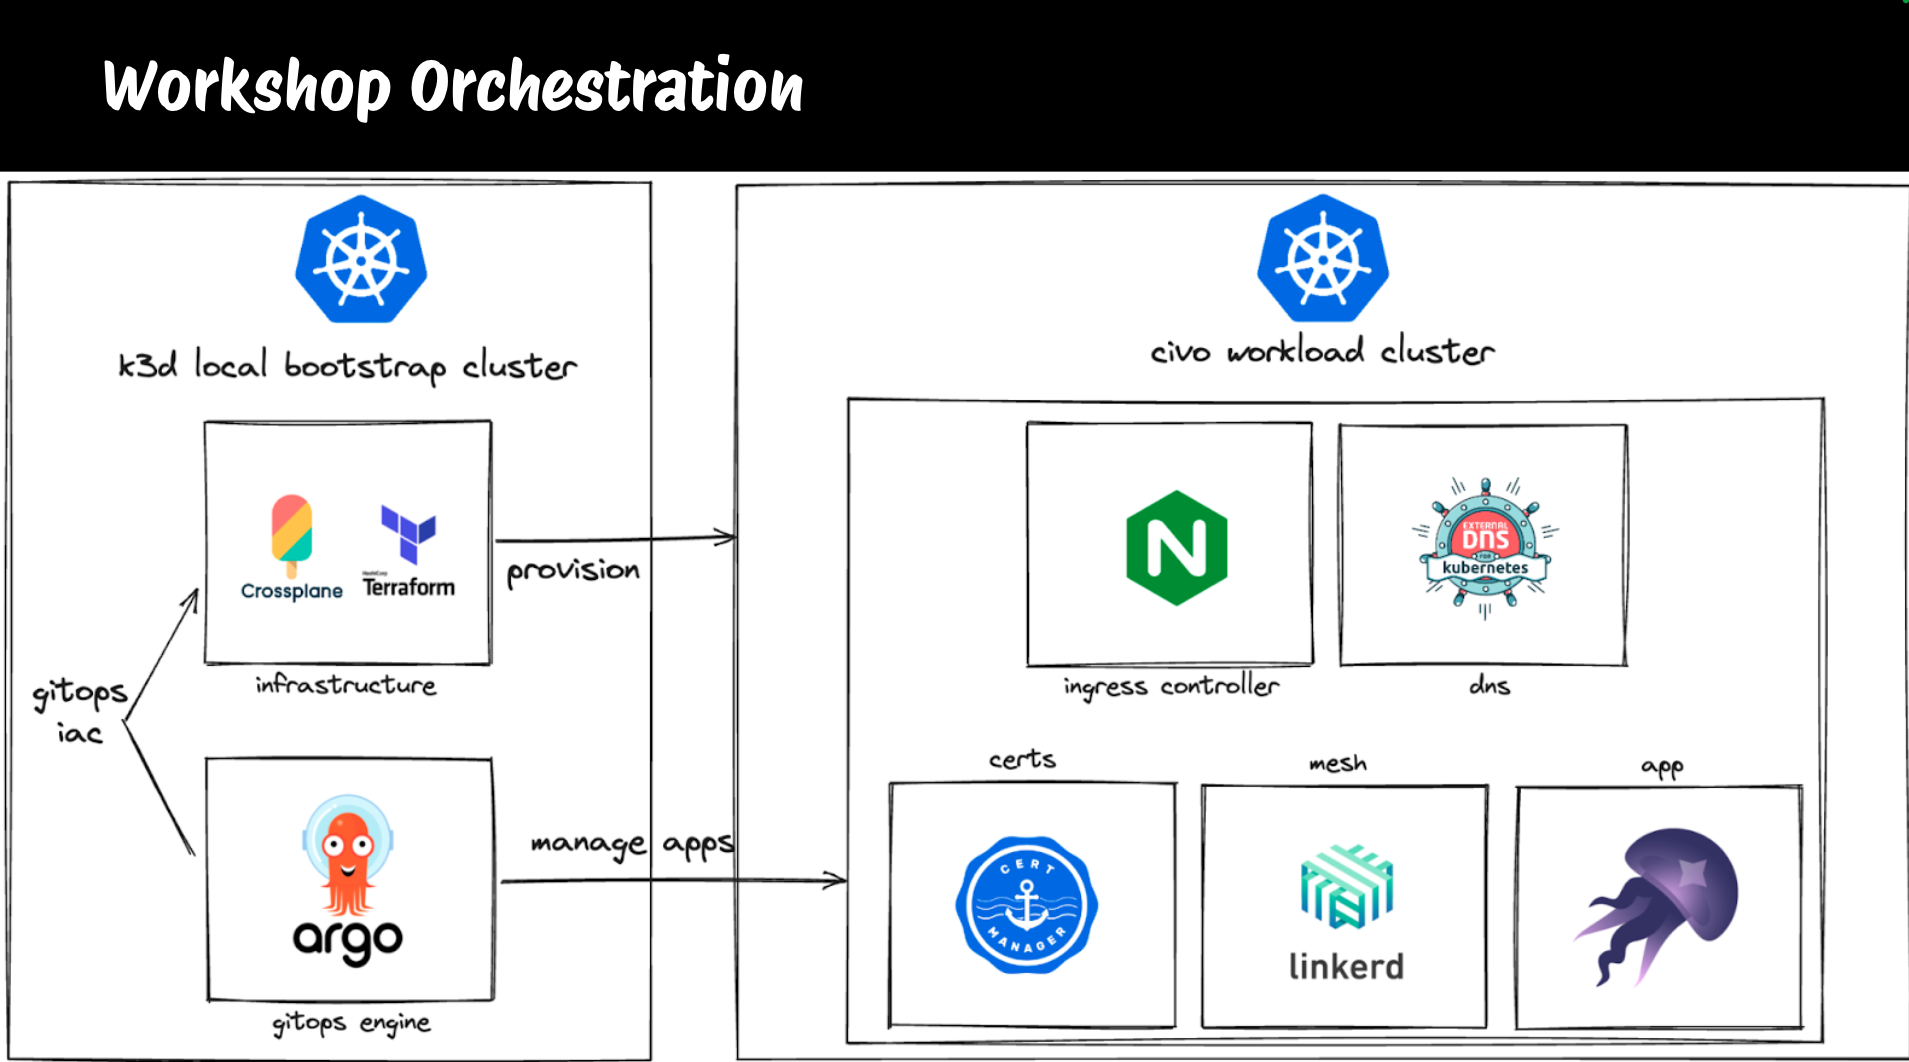 Workshop Orchestration
k3d local bootstrap cluster
Crossplane
HashiCorp
Terraform
infrastructure
provision
gitops
iac
argo
gitops engine
manage apps
civo workload cluster
N
ingress controller
EXTERNAL
DNS
FOR
kubernetes
dns
certs
CERT
MANAGER
mesh
linkerd
app